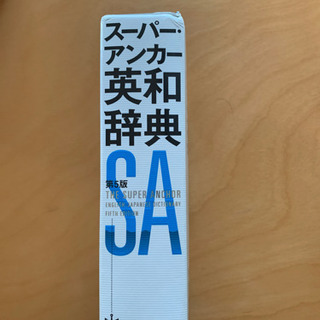 スーパー・
アンカー
英和
辞典
第5版
THE SUPER ANCHOR
ENGLISH-JAPANESE DICTIONARY
FIFTH EDITION
SA